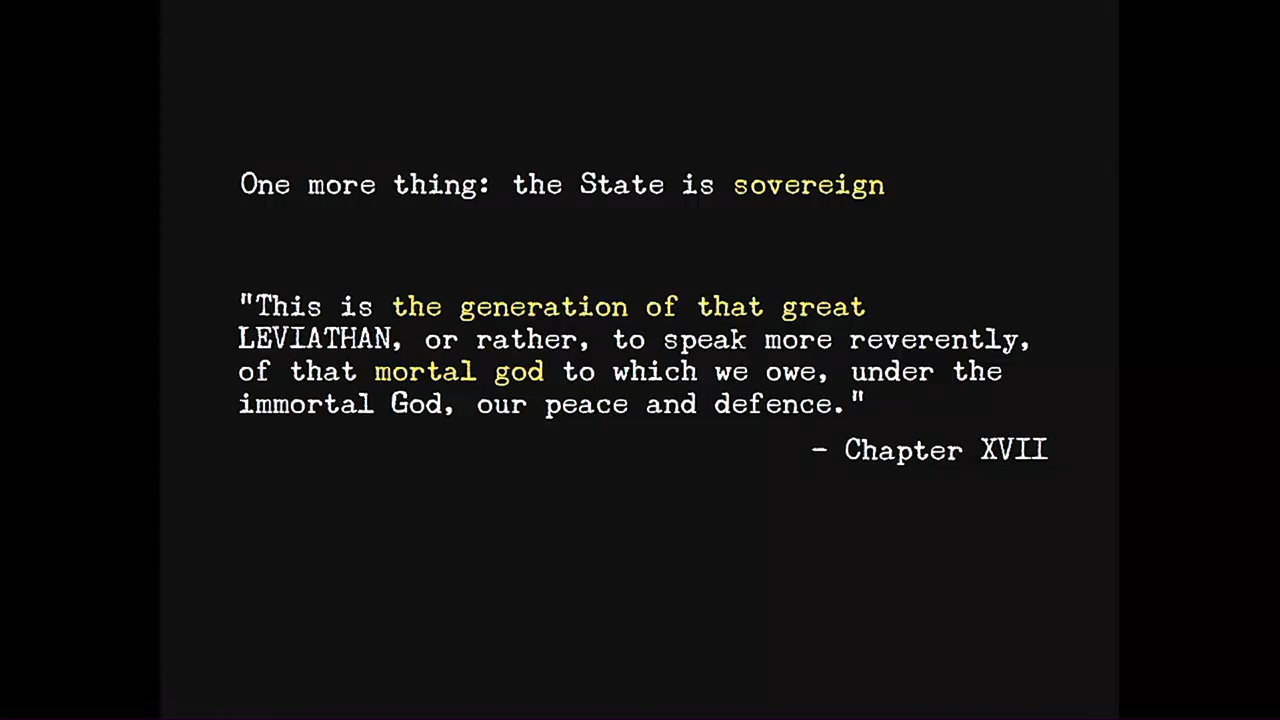 One more thing: the State is sovereign
"This is the generation of that great
LEVIATHAN, or rather, to speak more reverently,
of that mortal god to which we owe, under the
immortal God, our peace and defence."
- Chapter XVII